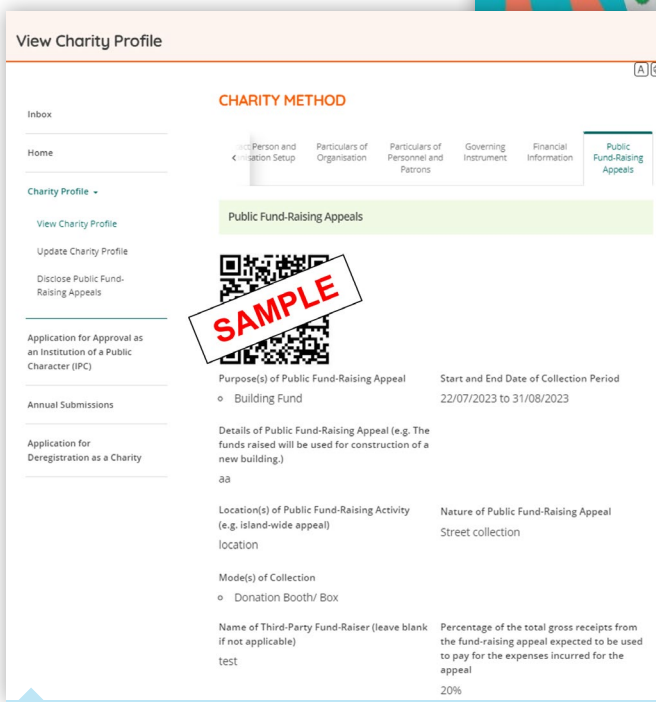 View Charity Profile
A
CHARITY METHOD
Inbox
Home
Charity Profile
View Charity Profile
Update Charity Profile
Disclose Public Fund-
Raising Appeals
Application for Approval as
an Institution of a Public
Character (IPC)
Annual Submissions
Application for
Deregistration as a Charity
Person and
Setup
Particulars of
Organisation
Particulars of
Personnel and
Patrons
Governing
Instrument
Financial
Information
Public
Fund-Raising
Appeals
Public Fund-Raising Appeals
SAMPLE
Purpose(s) of Public Fund-Raising Appeal
Building Fund
Start and End Date of Collection Period
22/07/2023 to 31/08/2023
Details of Public Fund-Raising Appeal (e.g. The
funds raised will be used for construction of a
new building.)
aa
Location(s) of Public Fund-Raising Activity
(e.g. island-wide appeal)
location
Nature of Public Fund-Raising Appeal
Street collection
Mode(s) of Collection
Donation Booth/ Box
Name of Third-Party Fund-Raiser (leave blank
if not applicable)
test
Percentage of the total gross receipts from
the fund-raising appeal expected to be used
to pay for the expenses incurred for the
appeal
20%